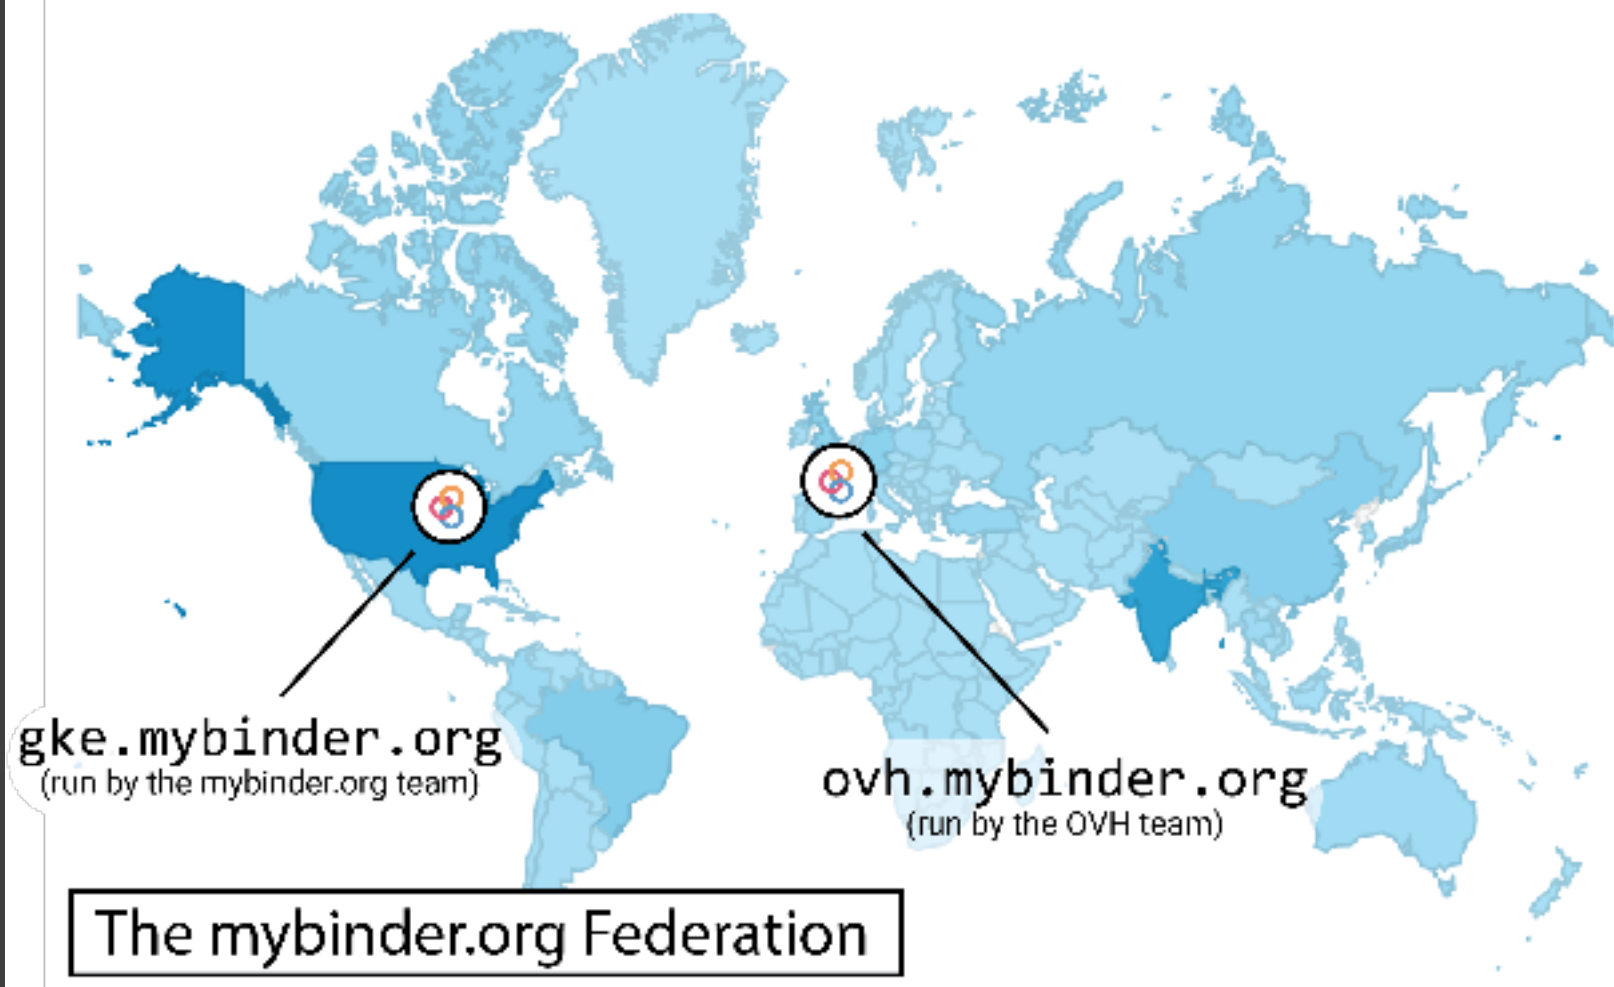 gke.mybinder.org
(run by the mybinder.org team)
ovh.mybinder.org
(run by the OVH team)
The mybinder.org Federation